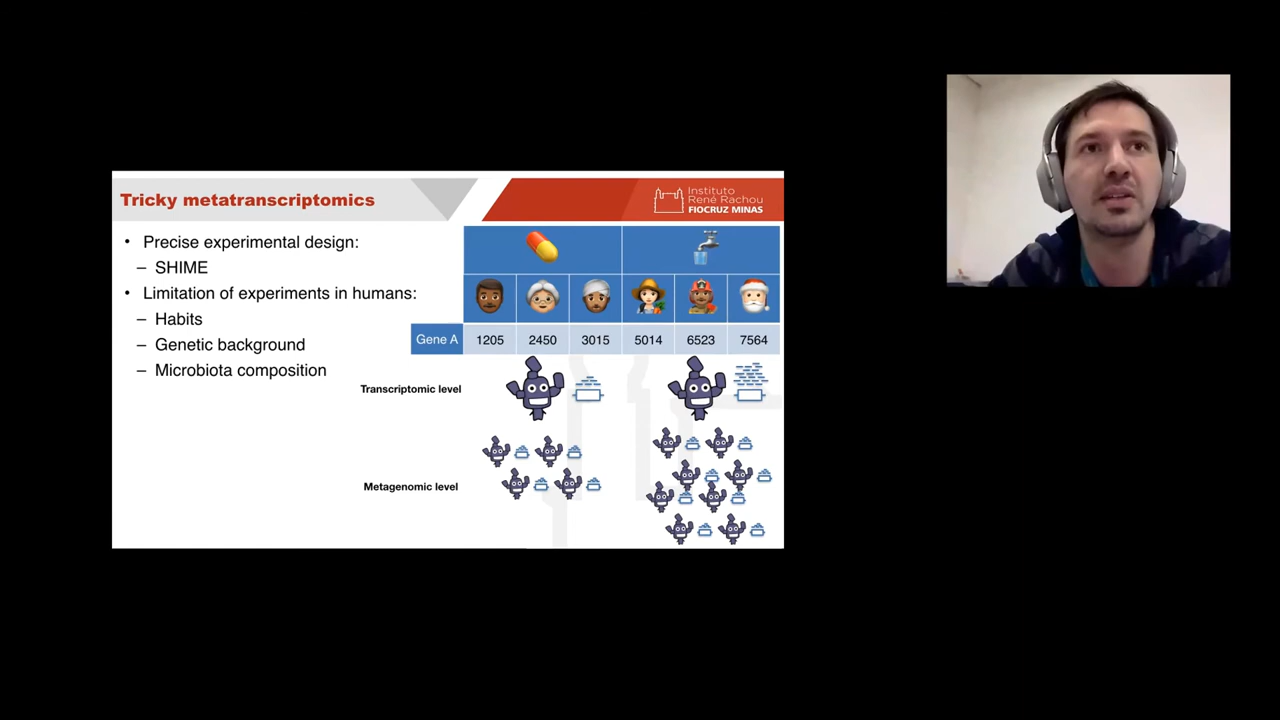 Tricky metatranscriptomics
Instituto
René Rachou
FIOCRUZ MINAS
• Precise experimental design:
– SHIME
• Limitation of experiments in humans:
– Habits
– Genetic background
– Microbiota composition
Gene A 1205 2450 3015 5014 6523 7564
Transcriptomic level
Metagenomic level